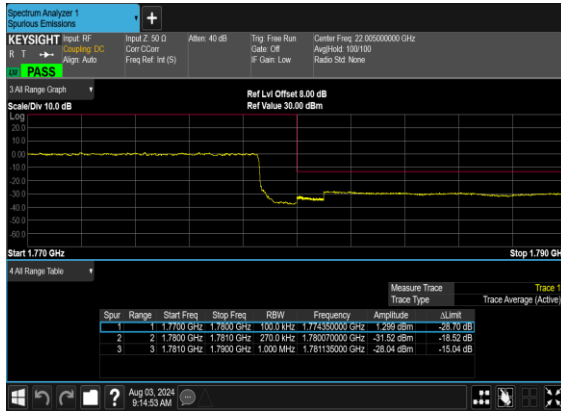 Spectrum Analyzer 1
Spurious Emissions
KEYSIGHT Input: RF Input Z: 50 Ω Atten: 40 dB Trig: Free Run Center Freq: 22.005000000 GHz
R T Coupling: DC Corr CCorr Gate: Off Avg|Hold: 100/100
Align: Auto Freq Ref: Int (S) IF Gain: Low Radio Std: None
LU PASS
3 All Range Graph
Ref Lvl Offset 8.00 dB
Scale/Div 10.0 dB Ref Value 30.00 dBm
Log
20.0
10.0
0.00
-10.0
-20.0
-30.0
-40.0
-50.0
-60.0
Start 1.770 GHz Stop 1.790 GH
4 All Range Table
Measure Trace Trace 1
Trace Type Trace Average (Active)
Spur Range Start Freq Stop Freq RBW Frequency Amplitude ΔLimit
1 1 1.7700 GHz 1.7800 GHz 100.0 kHz 1.774350000 GHz 1.299 dBm -28.70 dB
2 2 1.7800 GHz 1.7810 GHz 270.0 kHz 1.780070000 GHz -31.52 dBm -18.52 dB
3 3 1.7810 GHz 1.7900 GHz 1.000 MHz 1.781135000 GHz -28.04 dBm -15.04 dB
? Aug 03, 2024
9:14:53 AM